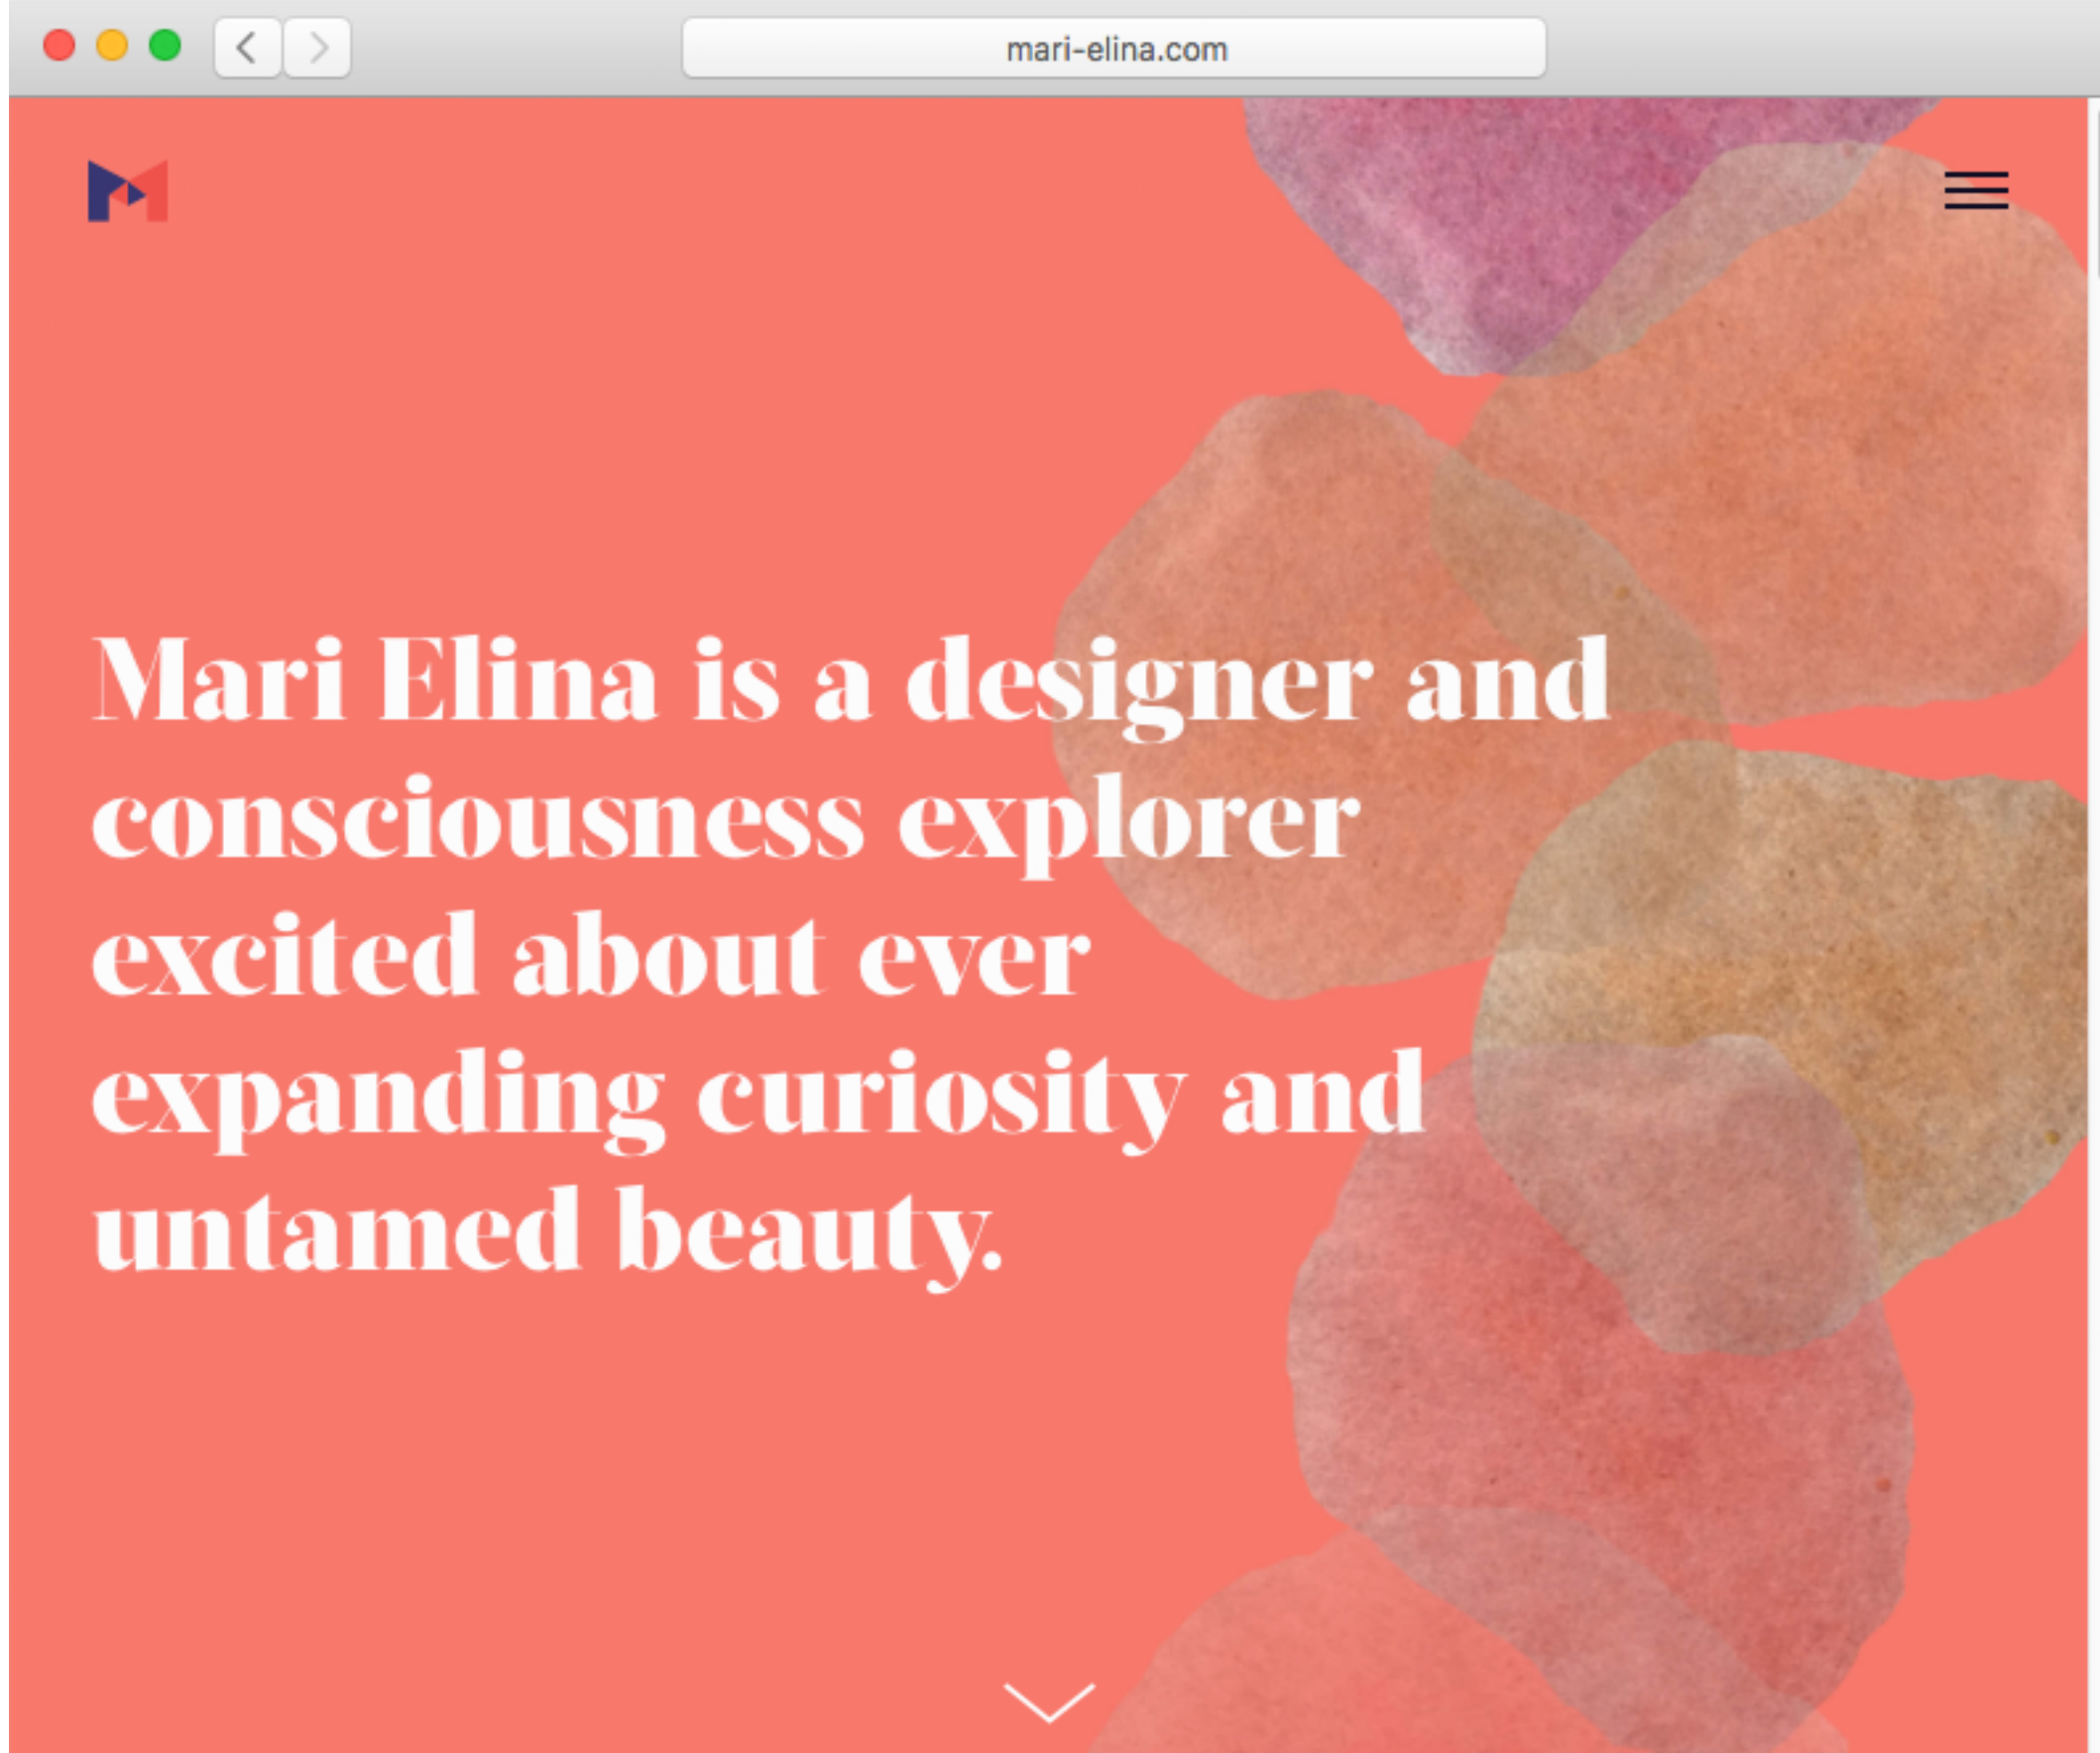 mari-elina.com
Mari Elina is a designer and
consciousness explorer
excited about ever
expanding curiosity and
untamed beauty.